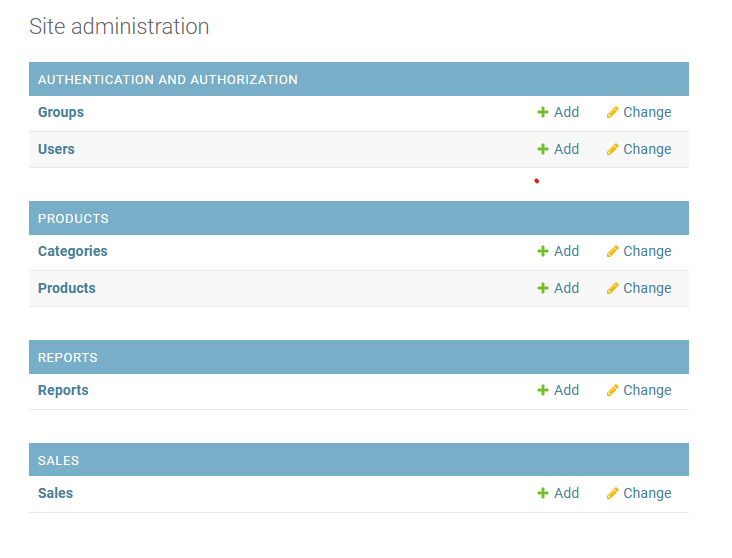 Site administration
AUTHENTICATION AND AUTHORIZATION
Groups Add Change
Users Add Change
PRODUCTS
Categories Add Change
Products Add Change
REPORTS
Reports Add Change
SALES
Sales Add Change